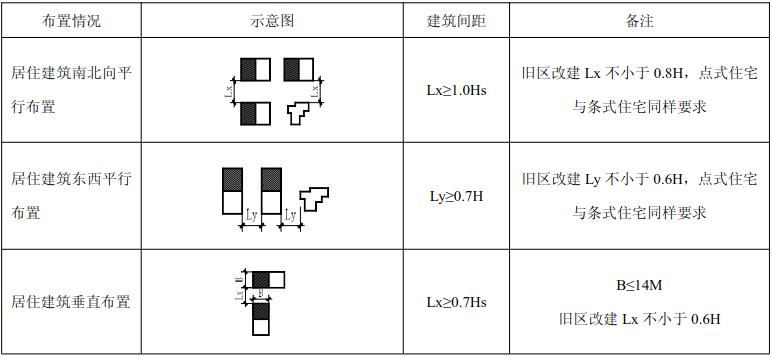 布置情况 示意图 建筑间距 备注
居住建筑南北向平
行布置
Lx Lx
Lx≥1.0Hs
旧区改建 Lx 不小于 0.8H，点式住宅
与条式住宅同样要求
居住建筑东西平行
布置
Ly Ly
Ly≥0.7H
旧区改建 Ly 不小于 0.6H，点式住宅
与条式住宅同样要求
居住建筑垂直布置
B
Lx B
Lx≥0.7Hs
B≤14M
旧区改建 Lx 不小于 0.6H